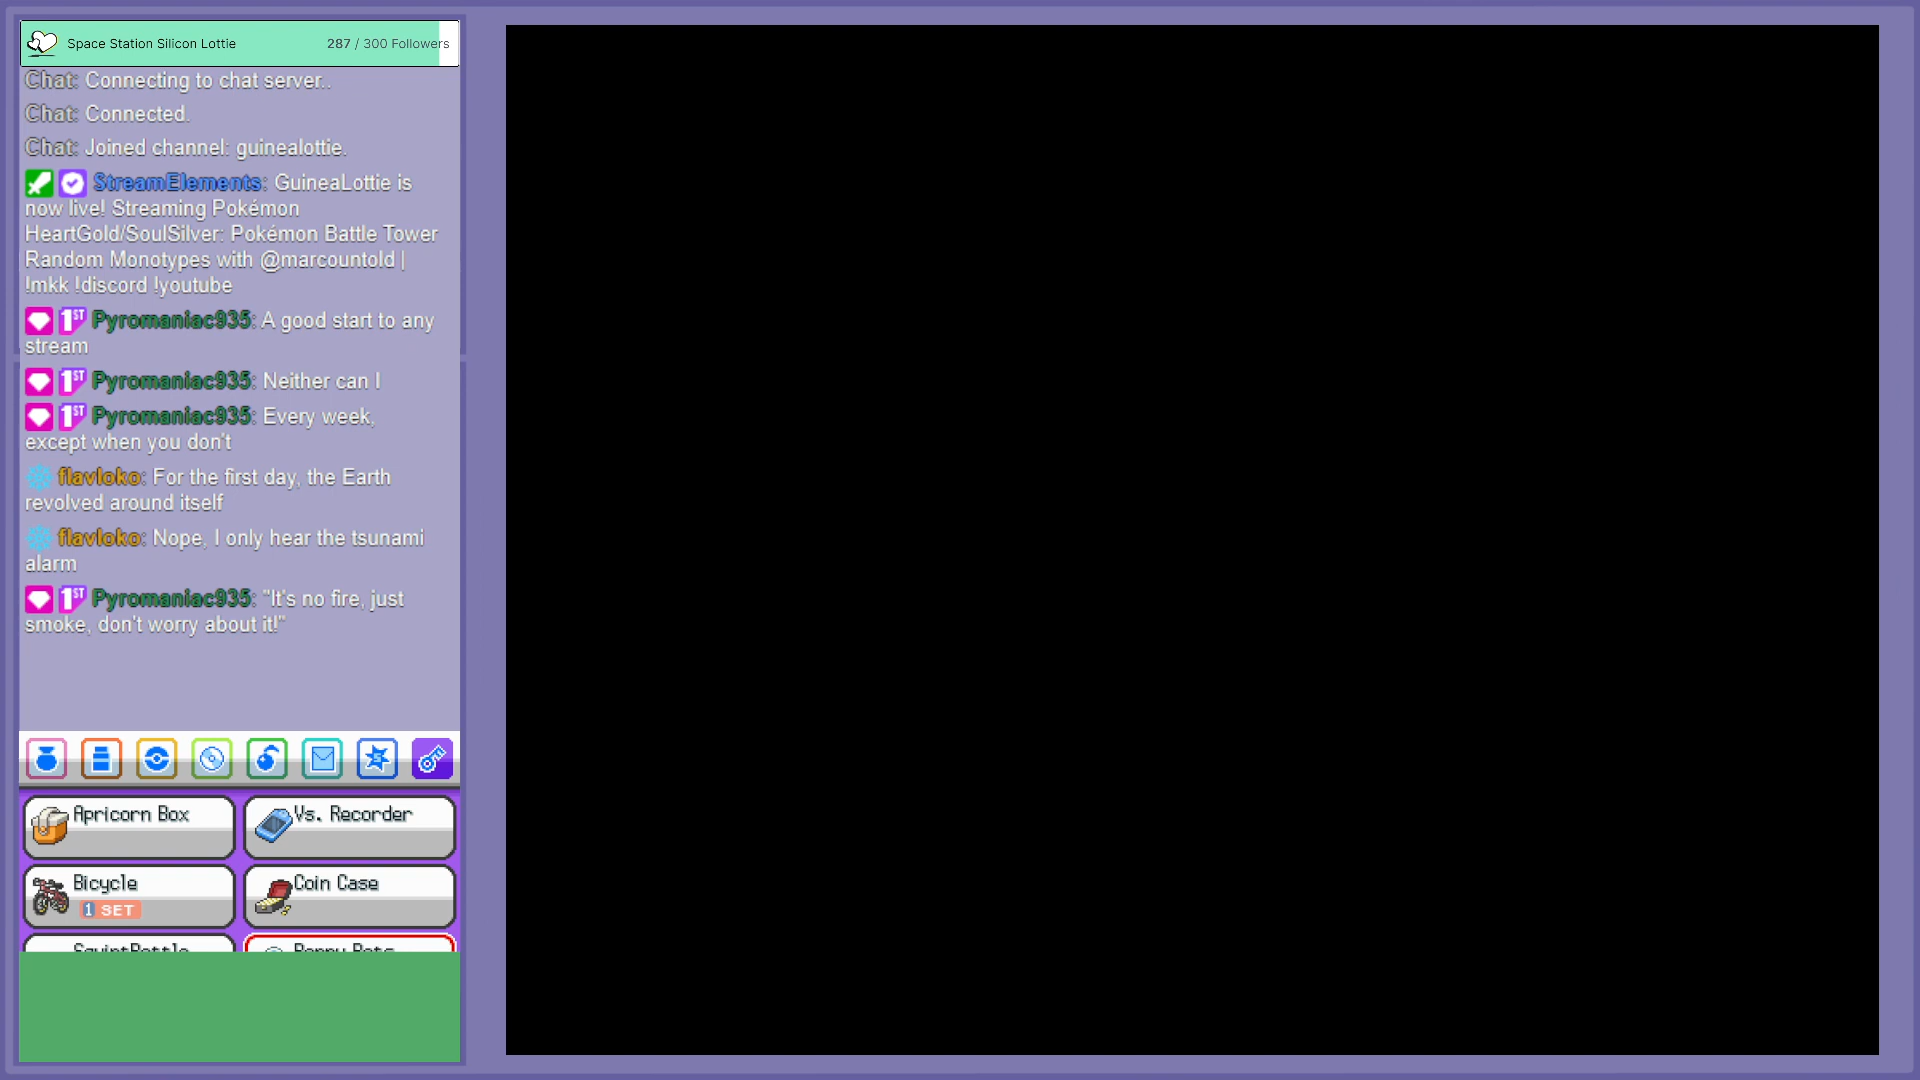 Space Station Silicon Lottie 287 / 300 Followers
Chat: Connecting to chat server..
Chat: Connected.
Chat: Joined channel: guinealottie.
StreamElements: GuineaLottie is
now live! Streaming Pokémon
HeartGold/SoulSilver: Pokémon Battle Tower
Random Monotypes with @marcountold |
!mkk !discord !youtube
1ST Pyromaniac935: A good start to any
stream
1ST Pyromaniac935: Neither can I
1ST Pyromaniac935: Every week,
except when you don't
flavloko: For the first day, the Earth
revolved around itself
flavloko: Nope, I only hear the tsunami
alarm
1ST Pyromaniac935: "It's no fire, just
smoke, don't worry about it!"
Apricorn Box Vs. Recorder
Bicycle Coin Case
1 SET